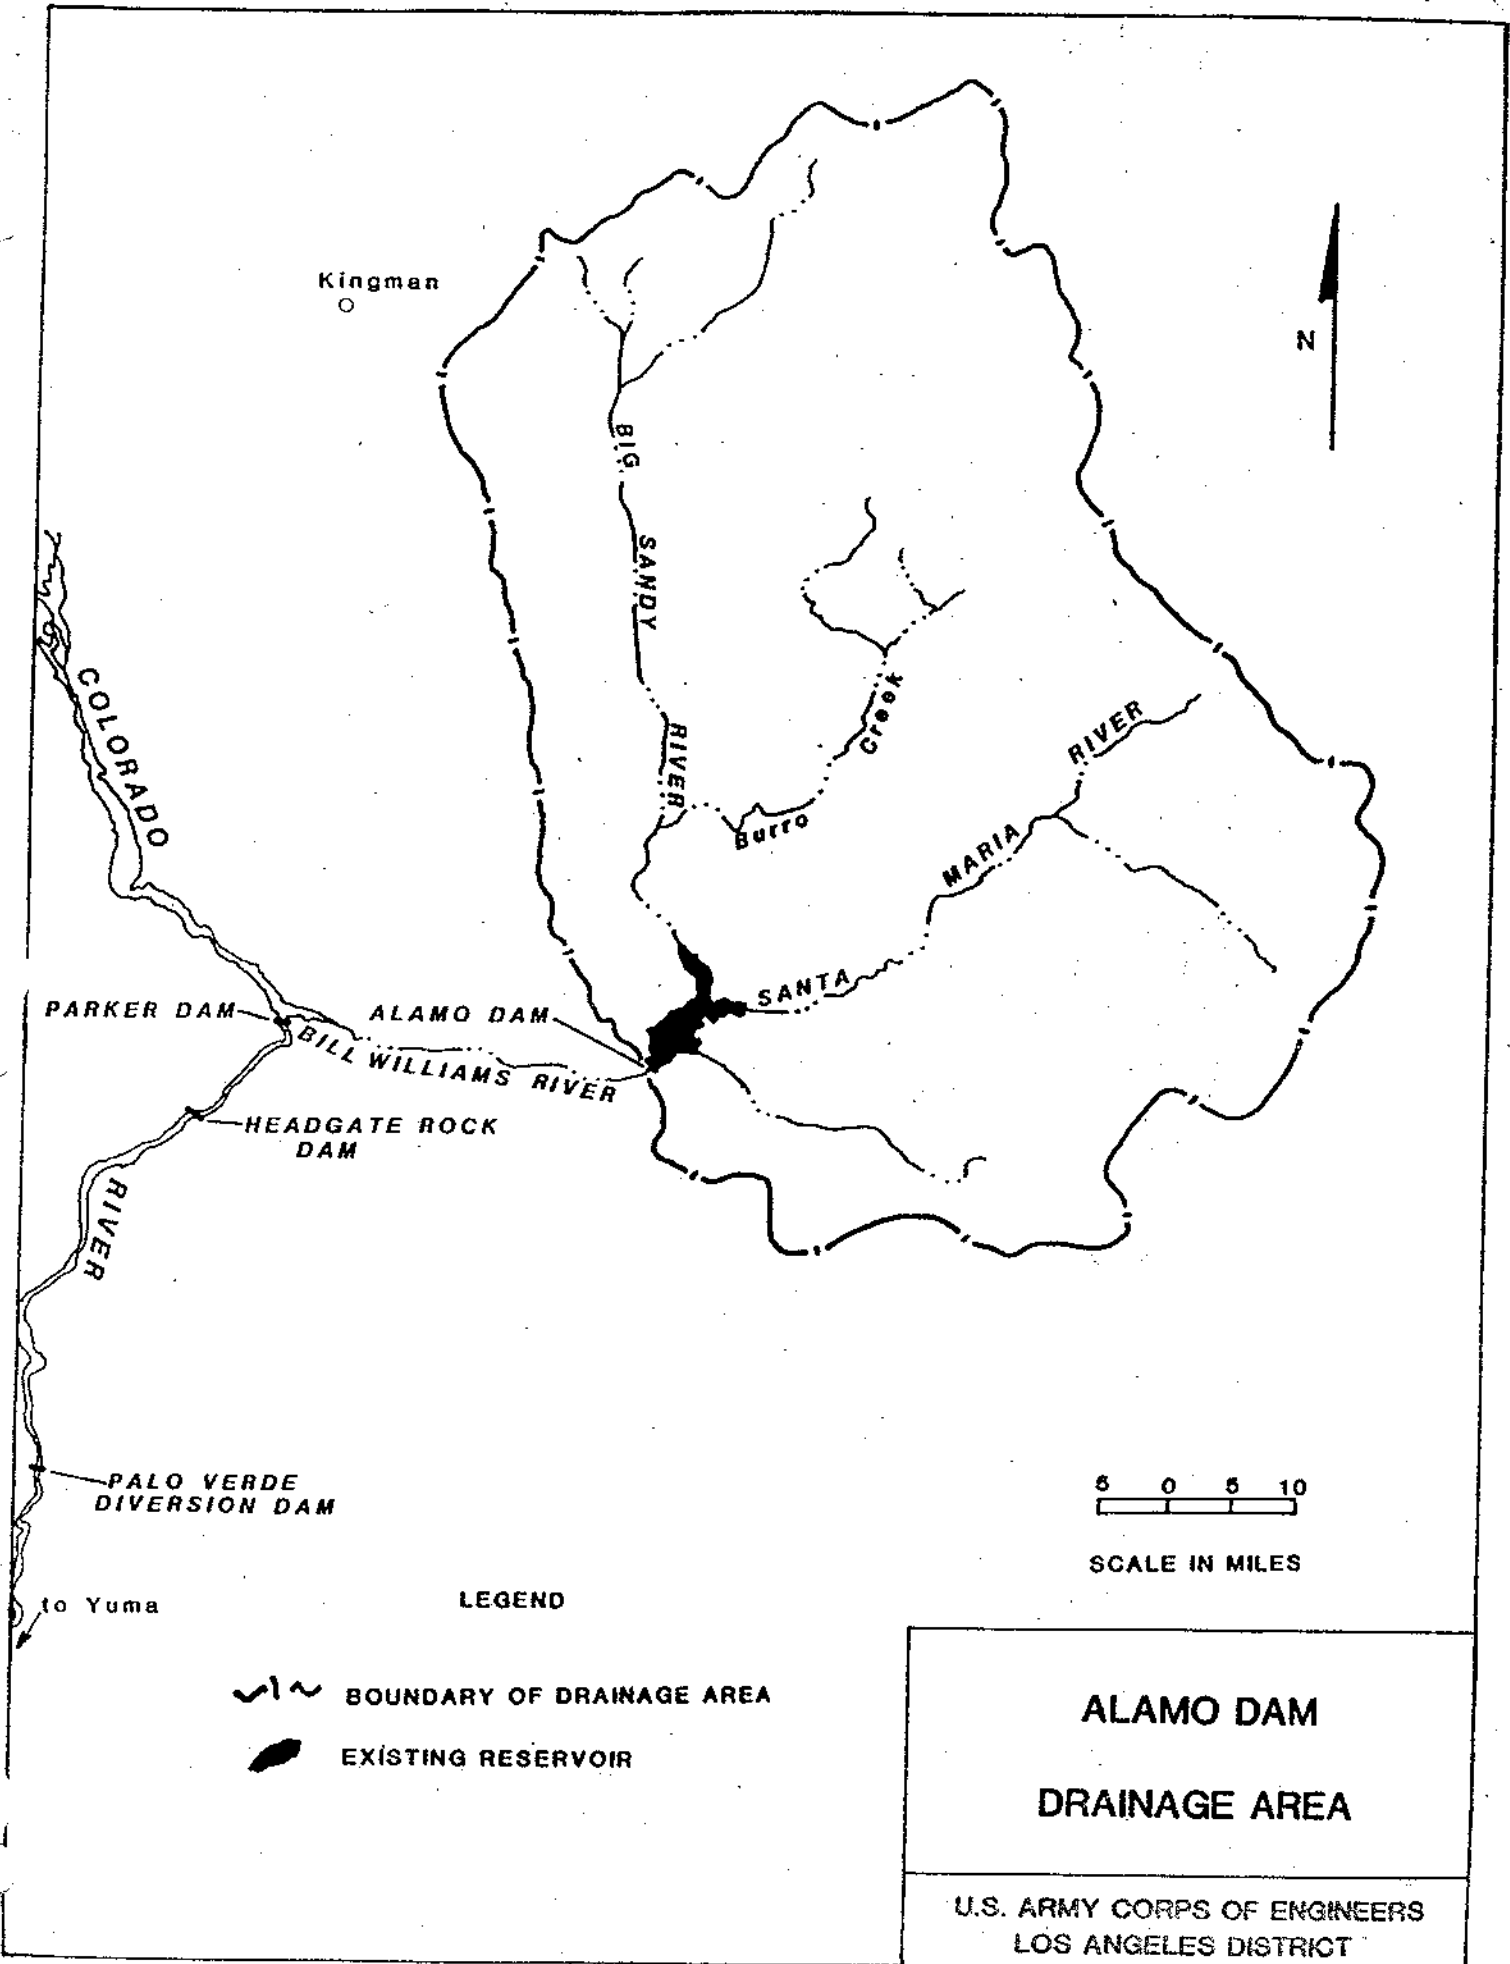 Kingman
N
BIG SANDY RIVER
COLORADO
Burro Creek
SANTA MARIA RIVER
PARKER DAM
ALAMO DAM
BILL WILLIAMS RIVER
HEADGATE ROCK
DAM
RIVER
PALO VERDE
DIVERSION DAM
5 0 5 10
SCALE IN MILES
to Yuma
LEGEND
BOUNDARY OF DRAINAGE AREA
EXISTING RESERVOIR
ALAMO DAM
DRAINAGE AREA
U.S. ARMY CORPS OF ENGINEERS
LOS ANGELES DISTRICT